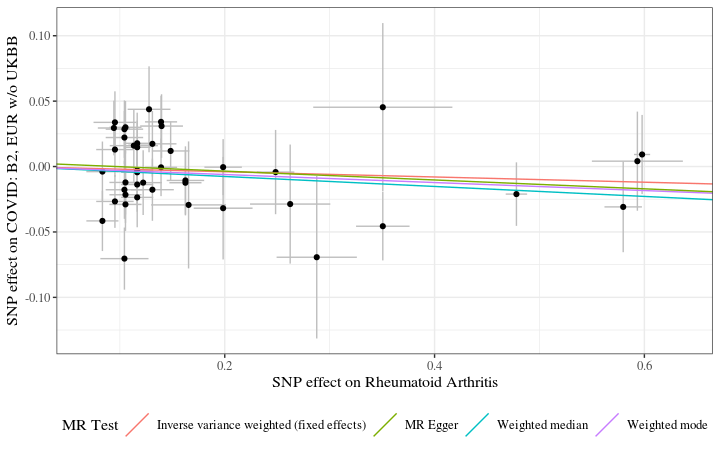 SNP effect on COVID: B2, EUR w/o UKBB
0.10
0.05
0.00
-0.05
-0.10
0.2 0.4 0.6
SNP effect on Rheumatoid Arthritis
MR Test Inverse variance weighted (fixed effects) MR Egger Weighted median Weighted mode